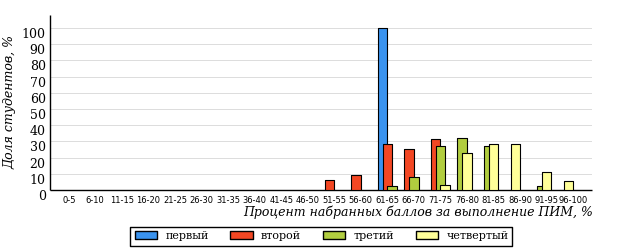 Доля студентов, %
100
90
80
70
60
50
40
30
20
10
0
0-5 6-10 11-15 16-20 21-25 26-30 31-35 36-40 41-45 46-50 51-55 56-60 61-65 66-70 71-75 76-80 81-85 86-90 91-95 96-100
Процент набранных баллов за выполнение ПИМ, %
первый второй третий четвертый